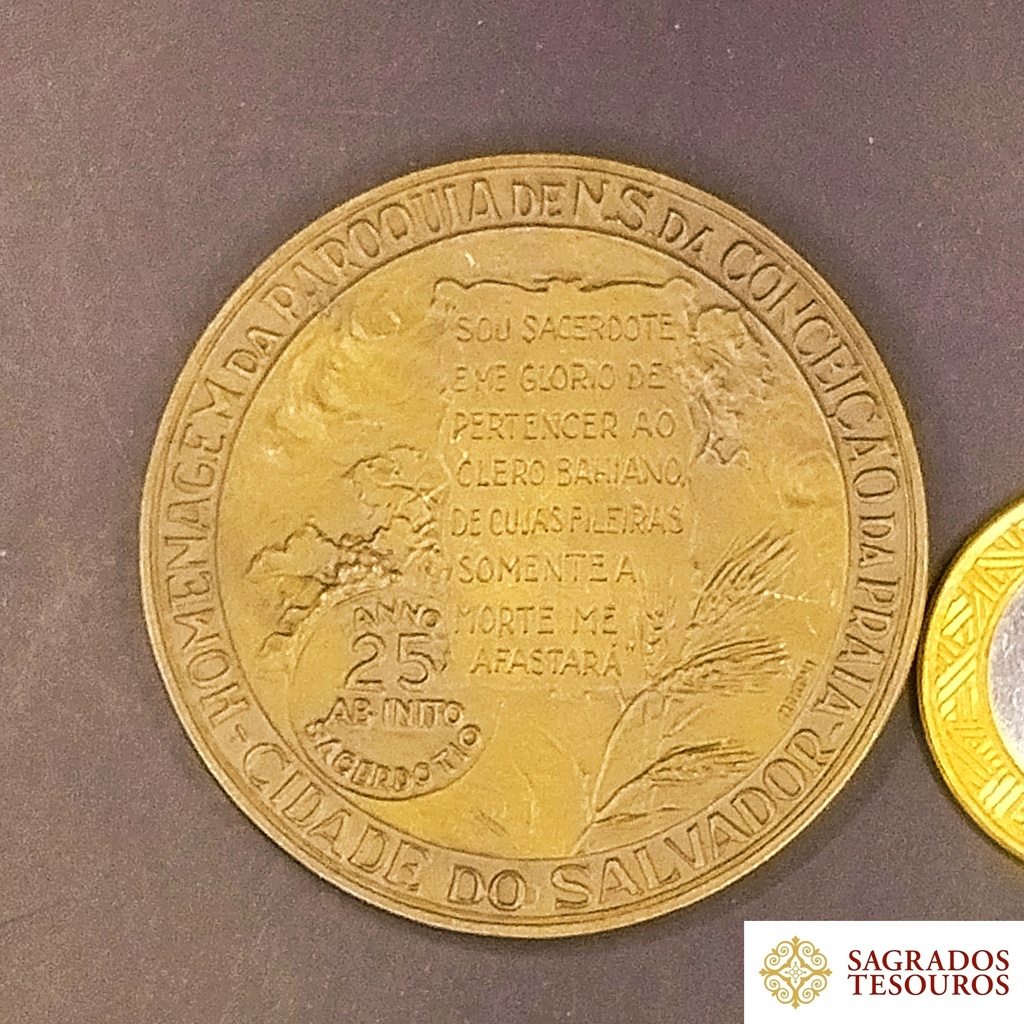 HOMENAGEM DA PAROQUIA DE N.S DA CONCEIÇÃO DA PRAIA
- CIDADE DO SALVADOR -
"SOU SACERDOTE
E ME GLORIO DE
PERTENCER AO
CLERO BAHIANO,
DE CUJAS FILEIRAS
SOMENTE A
MORTE ME
AFASTARÁ"
ANNO
25
AB INITO
SACERDOTIO
SAGRADOS
TESOUROS